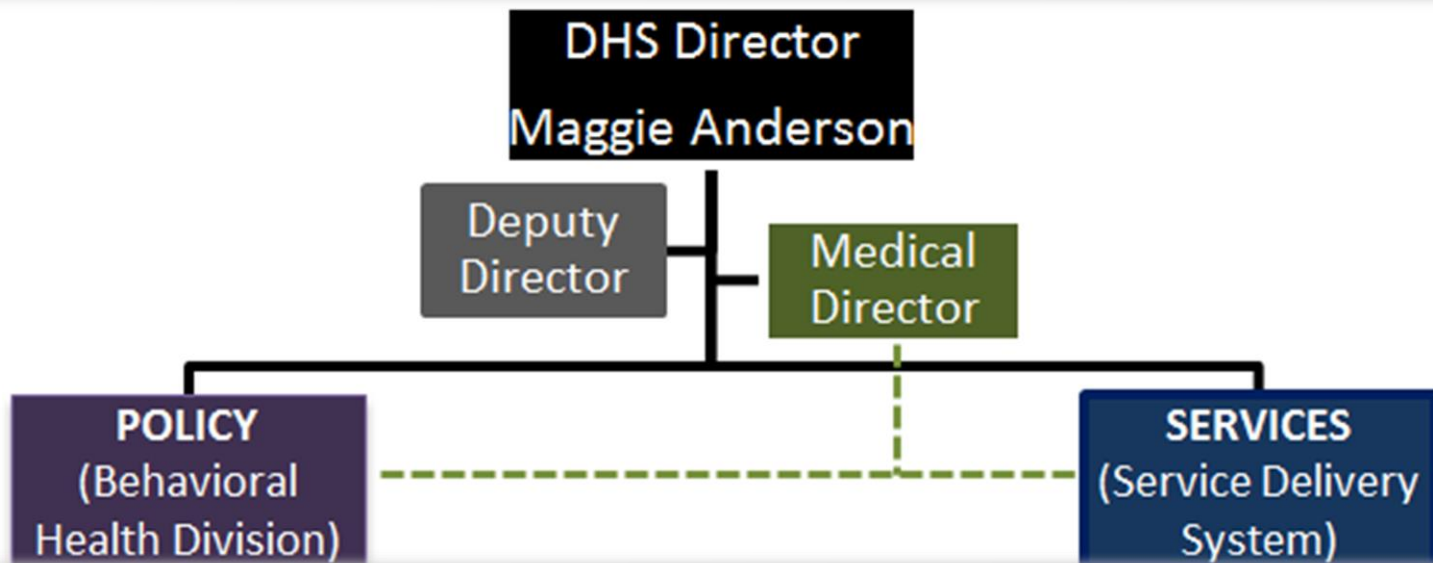 DHS Director
Maggie Anderson
Deputy
Director
Medical
Director
POLICY
(Behavioral
Health Division)
SERVICES
(Service Delivery
System)